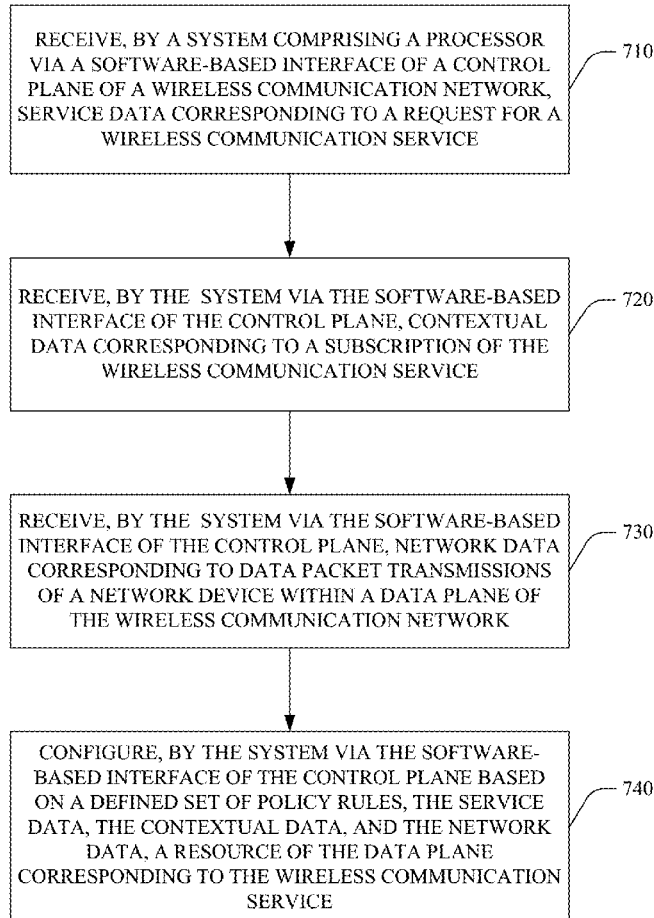 RECEIVE, BY A SYSTEM COMPRISING A PROCESSOR
VIA A SOFTWARE-BASED INTERFACE OF A CONTROL
PLANE OF A WIRELESS COMMUNICATION NETWORK,
SERVICE DATA CORRESPONDING TO A REQUEST FOR A
WIRELESS COMMUNICATION SERVICE
710
RECEIVE, BY THE SYSTEM VIA THE SOFTWARE-BASED
INTERFACE OF THE CONTROL PLANE, CONTEXTUAL
DATA CORRESPONDING TO A SUBSCRIPTION OF THE
WIRELESS COMMUNICATION SERVICE
720
RECEIVE, BY THE SYSTEM VIA THE SOFTWARE-BASED
INTERFACE OF THE CONTROL PLANE, NETWORK DATA
CORRESPONDING TO DATA PACKET TRANSMISSIONS
OF A NETWORK DEVICE WITHIN A DATA PLANE OF
THE WIRELESS COMMUNICATION NETWORK
730
CONFIGURE, BY THE SYSTEM VIA THE SOFTWARE-
BASED INTERFACE OF THE CONTROL PLANE BASED
ON A DEFINED SET OF POLICY RULES, THE SERVICE
DATA, THE CONTEXTUAL DATA, AND THE NETWORK
DATA, A RESOURCE OF THE DATA PLANE
CORRESPONDING TO THE WIRELESS COMMUNICATION
SERVICE
740